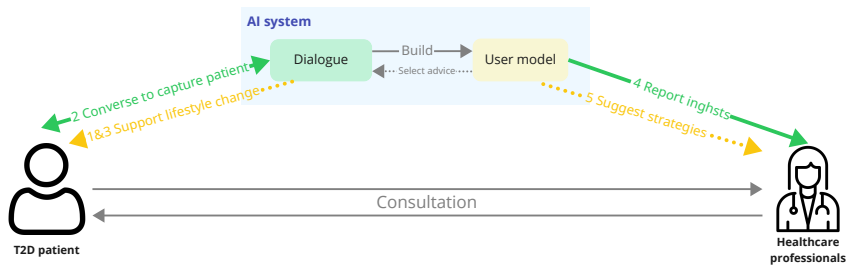 AI system
Dialogue
Build
User model
Select advice
2 Converse to capture patient
1&3 Support lifestyle change
4 Report inghsts
5 Suggest strategies
Consultation
T2D patient
Healthcare
professionals